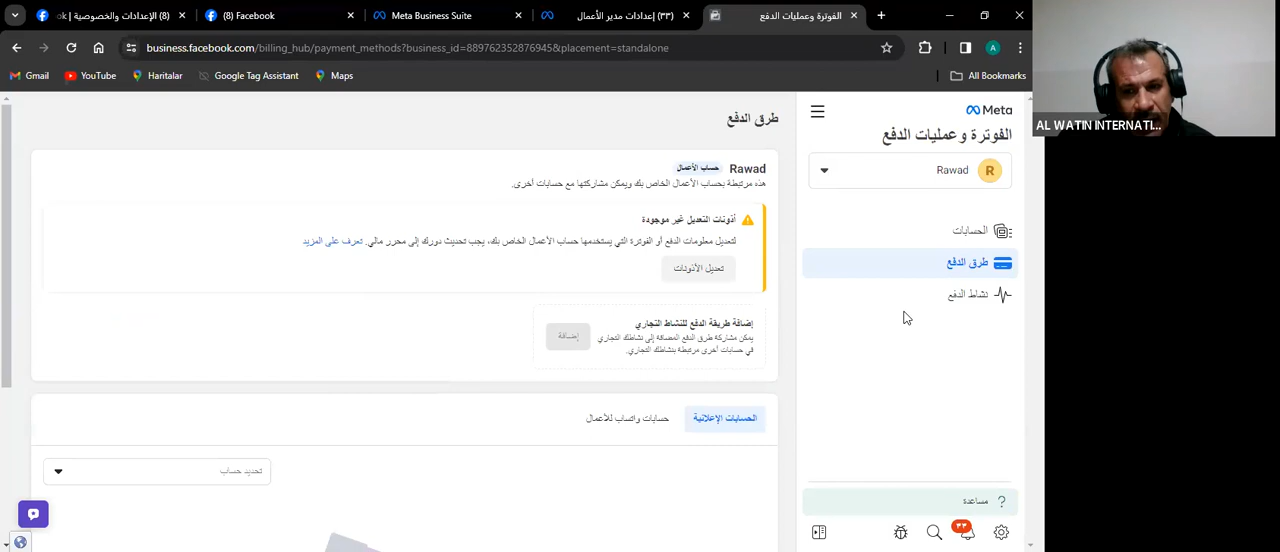 الإعدادات والخصوصية | ok (8)
(8) Facebook
Meta Business Suite
(٣٣) إعدادات مدير الأعمال
الفوترة وعمليات الدفع
business.facebook.com/billing_hub/payment_methods?business_id=889762352876945&placement=standalone
A
Gmail
YouTube
Haritalar
Google Tag Assistant
Maps
All Bookmarks
AL WATIN INTERNATI...
Meta
الفوترة وعمليات الدفع
R
Rawad
الحسابات
طرق الدفع
نشاط الدفع
مساعدة
٣٣
طرق الدفع
Rawad حساب الأعمال
هذه مرتبطة بحساب الأعمال الخاص بك ويمكن مشاركتها مع حسابات أخرى.
أذونات التعديل غير موجودة
لتعديل معلومات الدفع أو الفوترة التي يستخدمها حساب الأعمال الخاص بك، يجب تحديث دورك إلى محرر مالي. تعرف على المزيد
تعديل الأذونات
إضافة طريقة الدفع للنشاط التجاري
يمكن مشاركة طرق الدفع المضافة إلى نشاطك التجاري
في حسابات أخرى مرتبطة بنشاطك التجاري.
إضافة
الحسابات الإعلانية
حسابات واتساب للأعمال
تحديد حساب